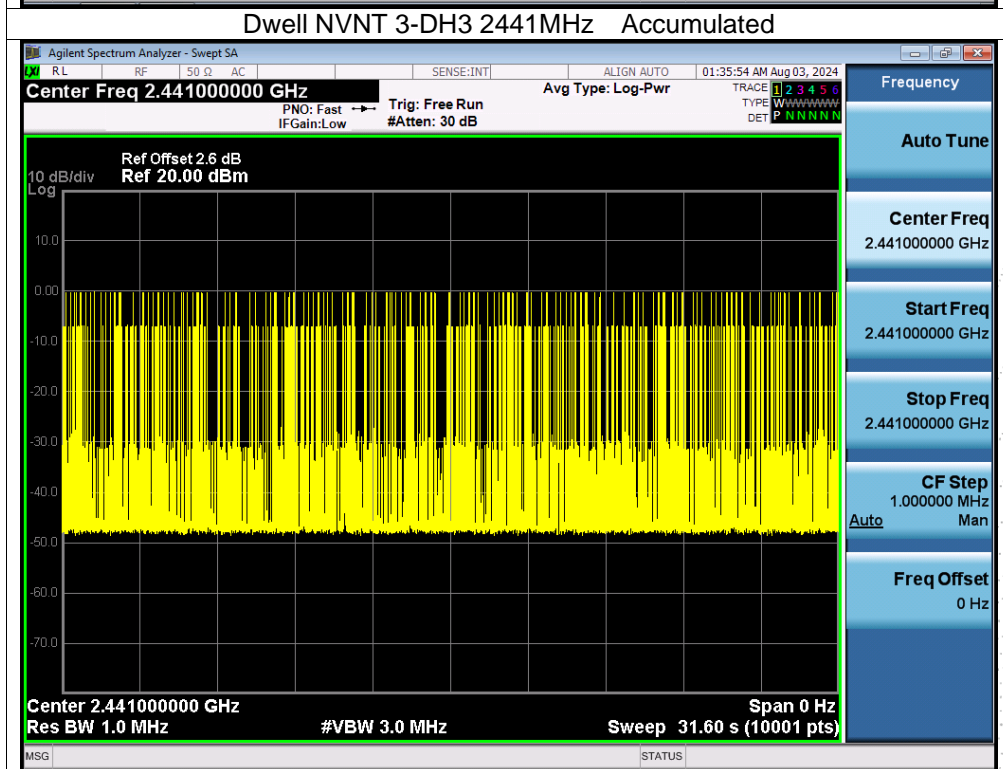 Dwell NVNT 3-DH3 2441MHz Accumulated
Agilent Spectrum Analyzer - Swept SA
LXI RL RF 50 Ω AC SENSE:INT ALIGN AUTO 01:35:54 AM Aug 03, 2024
Center Freq 2.441000000 GHz
PNO: Fast
IFGain:Low
Trig: Free Run
#Atten: 30 dB
Avg Type: Log-Pwr
TRACE 1 2 3 4 5 6
TYPE WWWWWWW
DET P N N N N N
Ref Offset 2.6 dB
10 dB/div Ref 20.00 dBm
Log
10.0
0.00
-10.0
-20.0
-30.0
-40.0
-50.0
-60.0
-70.0
Center 2.441000000 GHz Span 0 Hz
Res BW 1.0 MHz #VBW 3.0 MHz Sweep 31.60 s (10001 pts)
MSG STATUS
Frequency
Auto Tune
Center Freq
2.441000000 GHz
Start Freq
2.441000000 GHz
Stop Freq
2.441000000 GHz
CF Step
1.000000 MHz
Auto Man
Freq Offset
0 Hz